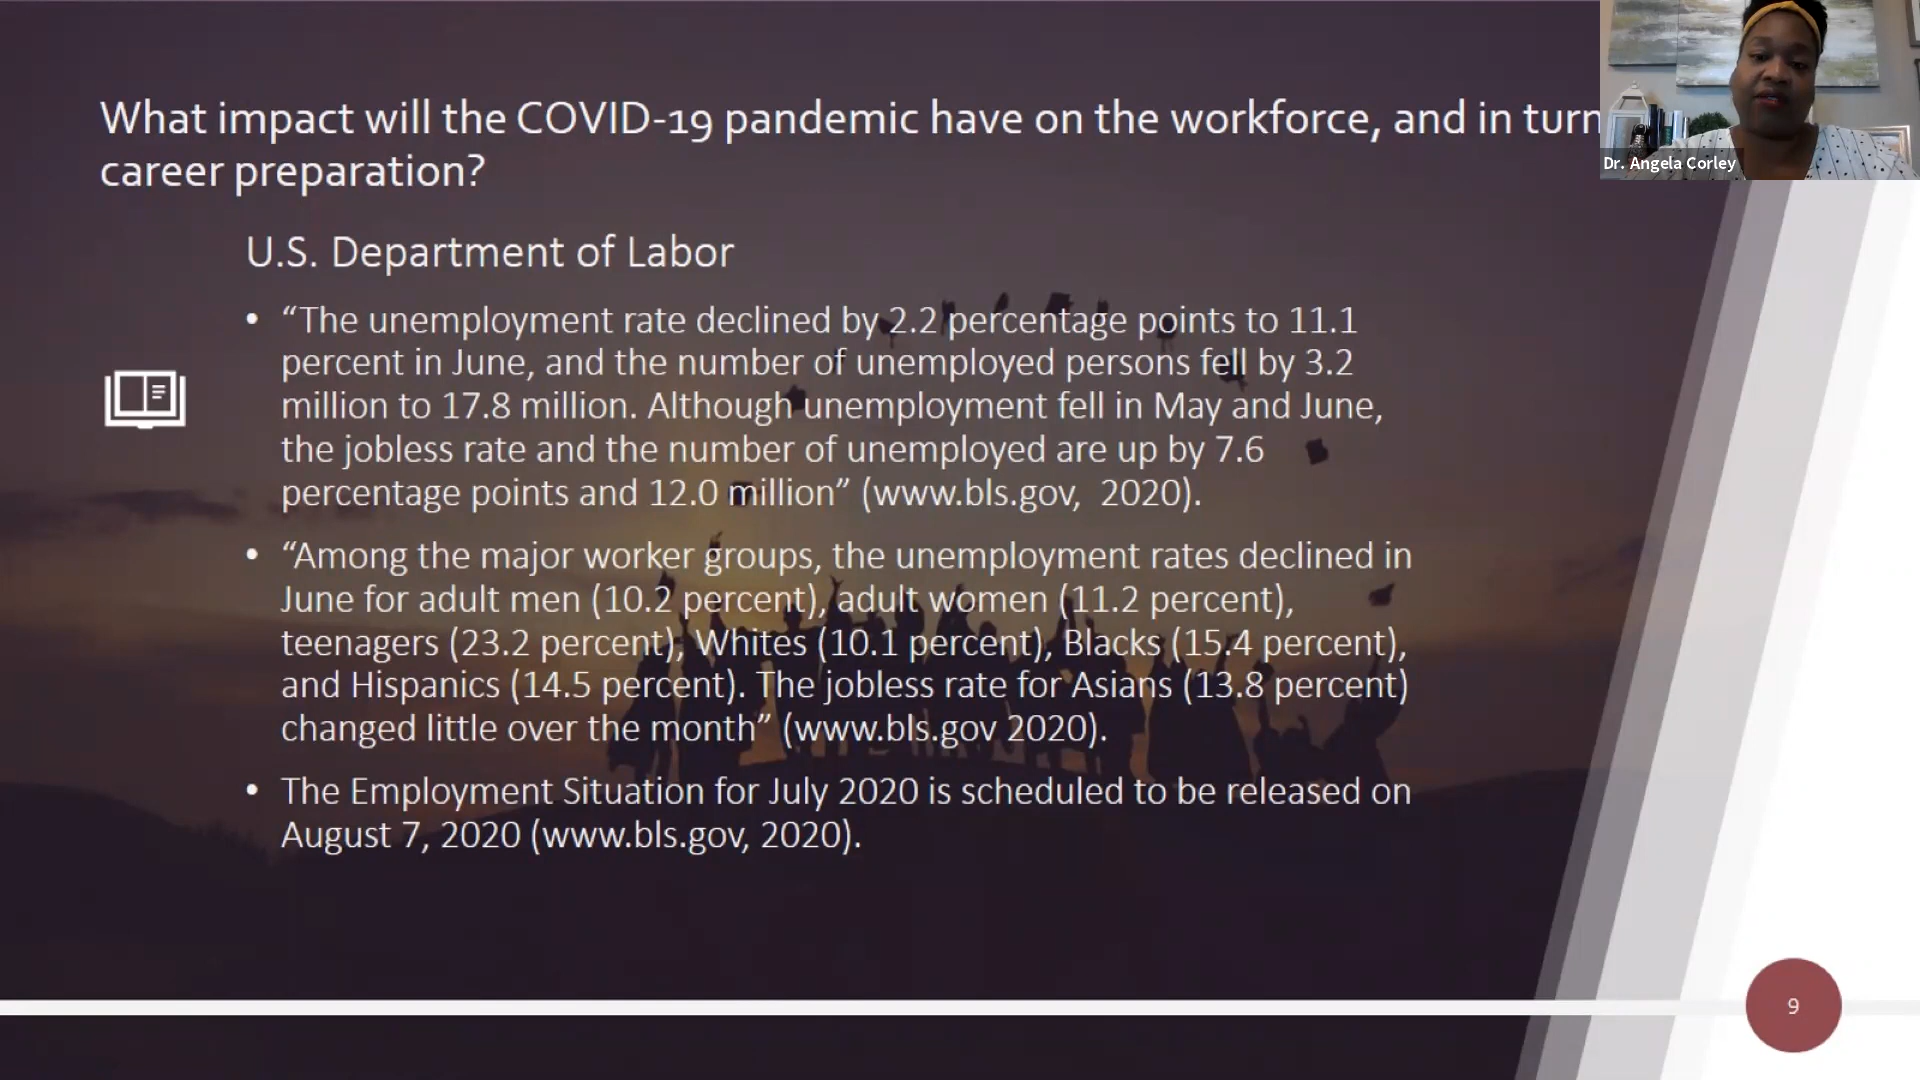 What impact will the COVID-19 pandemic have on the workforce, and in turn
career preparation?
Dr. Angela Corley
U.S. Department of Labor
• “The unemployment rate declined by 2.2 percentage points to 11.1
percent in June, and the number of unemployed persons fell by 3.2
million to 17.8 million. Although unemployment fell in May and June,
the jobless rate and the number of unemployed are up by 7.6
percentage points and 12.0 million” (www.bls.gov,  2020).
• “Among the major worker groups, the unemployment rates declined in
June for adult men (10.2 percent), adult women (11.2 percent),
teenagers (23.2 percent), Whites (10.1 percent), Blacks (15.4 percent),
and Hispanics (14.5 percent). The jobless rate for Asians (13.8 percent)
changed little over the month” (www.bls.gov 2020).
• The Employment Situation for July 2020 is scheduled to be released on
August 7, 2020 (www.bls.gov, 2020).
9